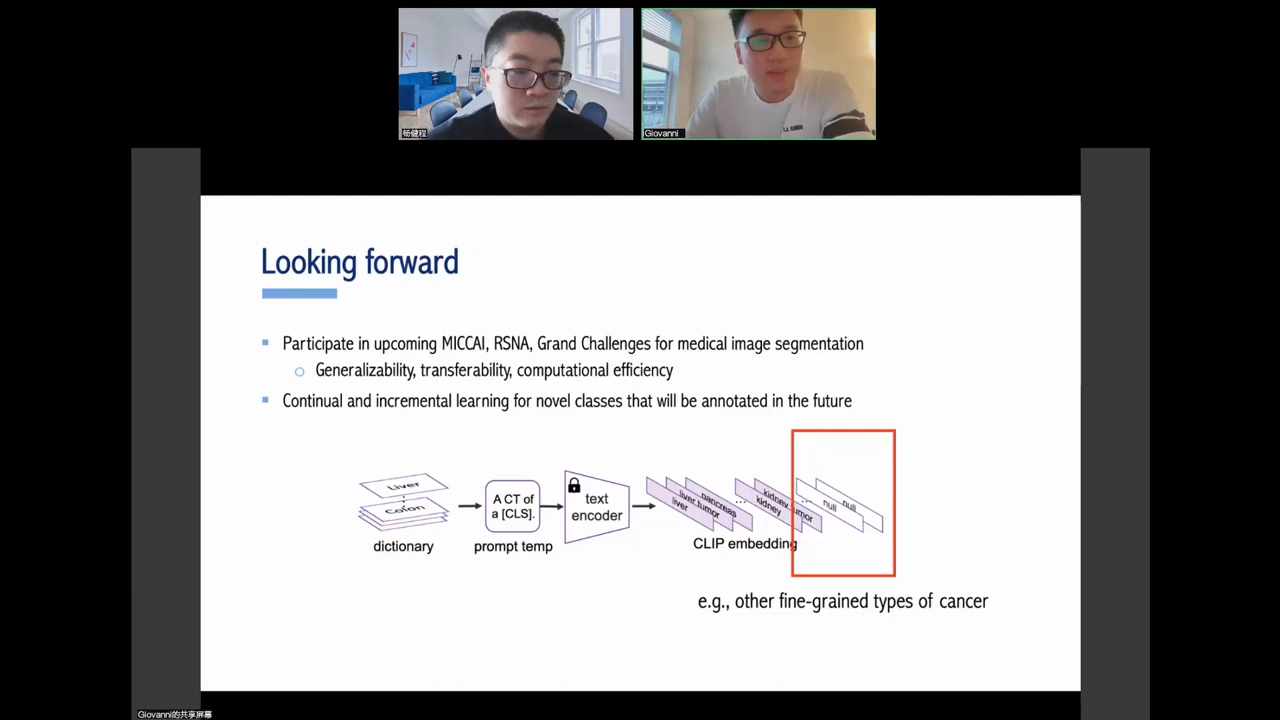 杨健程
Giovanni
Looking forward
Participate in upcoming MICCAI, RSNA, Grand Challenges for medical image segmentation
Generalizability, transferability, computational efficiency
Continual and incremental learning for novel classes that will be annotated in the future
Liver
Colon
dictionary
A CT of
a [CLS].
prompt temp
text
encoder
liver
liver tumor
pancreas
...
kidney
kidney tumor
...
null
null
CLIP embedding
e.g., other fine-grained types of cancer
Giovanni的共享屏幕